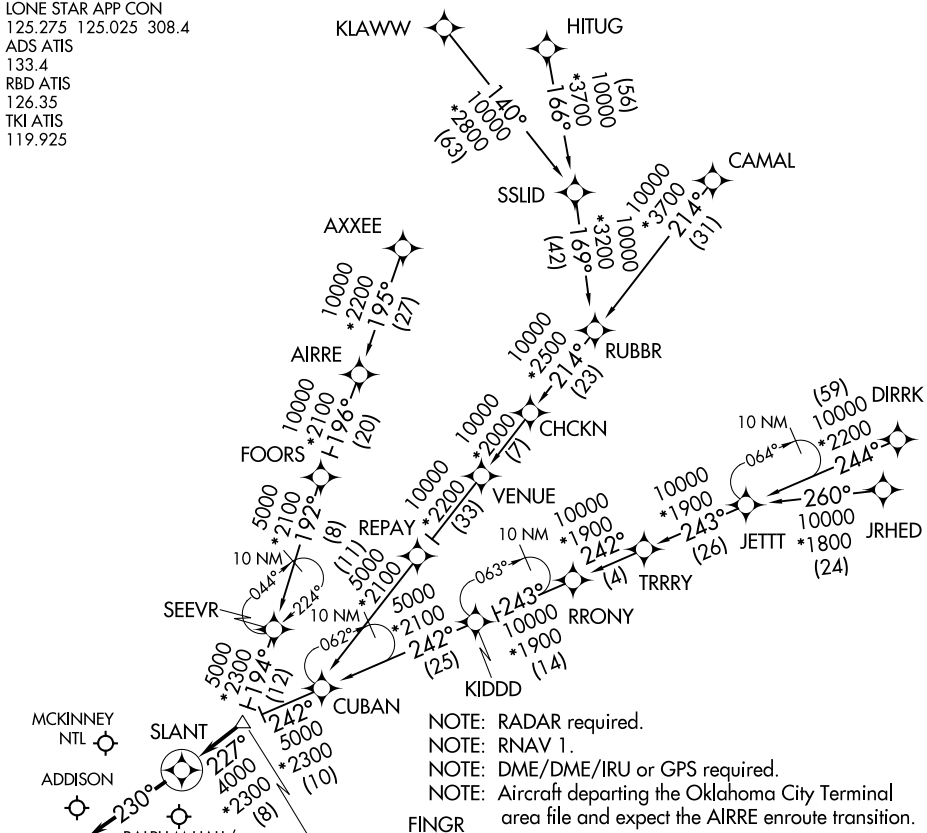 LONE STAR APP CON
125.275 125.025 308.4
ADS ATIS
133.4
RBD ATIS
126.35
TKI ATIS
119.925
KLAWW
HITUG
140°
10000
*2800
(63)
166°
(56)
10000
*3700
SSLID
CAMAL
10000
*3700
214°
(31)
169°
10000
*3200
(42)
AXXEE
10000
*2200
195°
(27)
RUBBR
10000
*2500
214°
(23)
AIRRE
10000
*2100
196°
(20)
CHCKN
10000
*2000
(7)
FOORS
VENUE
10000
*2200
(33)
DIRRK
(59)
10000
*2200
244°
10 NM
064°
JETTT
260°
10000
*1800
(24)
JRHED
10000
*1900
243°
(26)
TRRRY
10000
*1900
242°
(4)
RRONY
5000
*2100
192°
(8)
REPAY
(11)
5000
*2100
10 NM
044°
224°
SEEVR
10 NM
063°
243°
10000
*1900
(14)
KIDDD
10 NM
062°
5000
*2100
242°
(25)
CUBAN
5000
*2300
194°
(12)
242°
5000
*2300
(10)
MCKINNEY
NTL
SLANT
227°
4000
*2300
(8)
ADDISON
230°
NOTE: RADAR required.
NOTE: RNAV 1.
NOTE: DME/DME/IRU or GPS required.
NOTE: Aircraft departing the Oklahoma City Terminal
area file and expect the AIRRE enroute transition.
FINGR